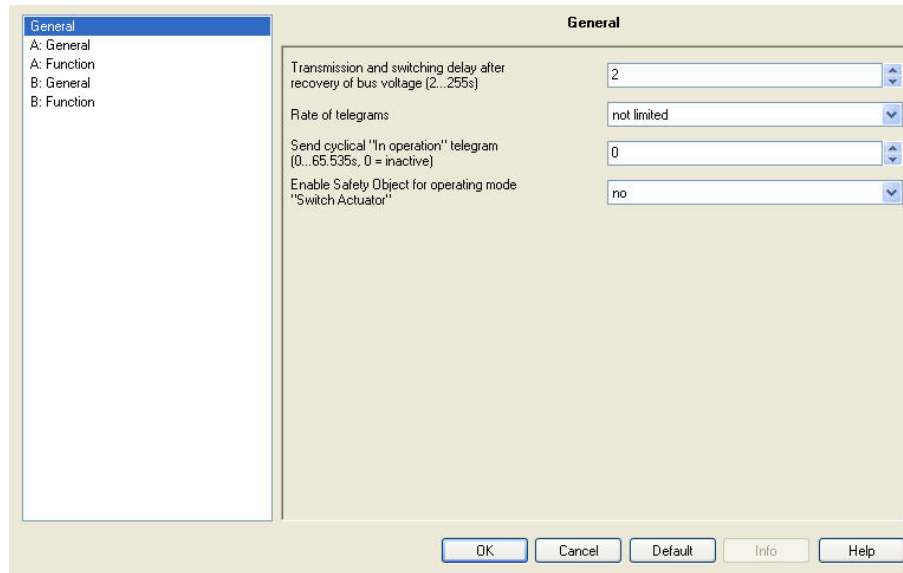 General
A: General
A: Function
B: General
B: Function
General
Transmission and switching delay after
recovery of bus voltage (2...255s)
2
Rate of telegrams
not limited
Send cyclical "In operation" telegram
(0...65.535s, 0 = inactive)
0
Enable Safety Object for operating mode
"Switch Actuator"
no
OK
Cancel
Default
Info
Help